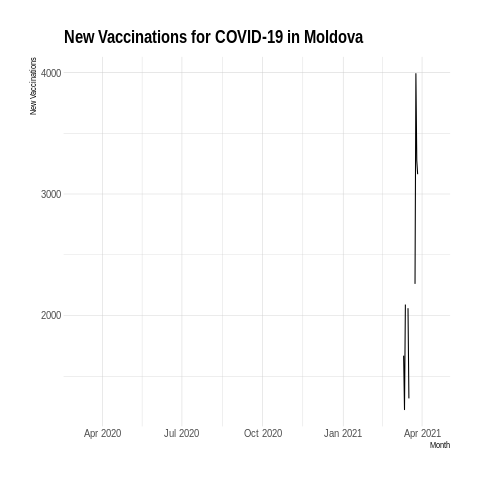 New Vaccinations for COVID-19 in Moldova
New Vaccinations
4000
3000
2000
Apr 2020
Jul 2020
Oct 2020
Jan 2021
Apr 2021
Month